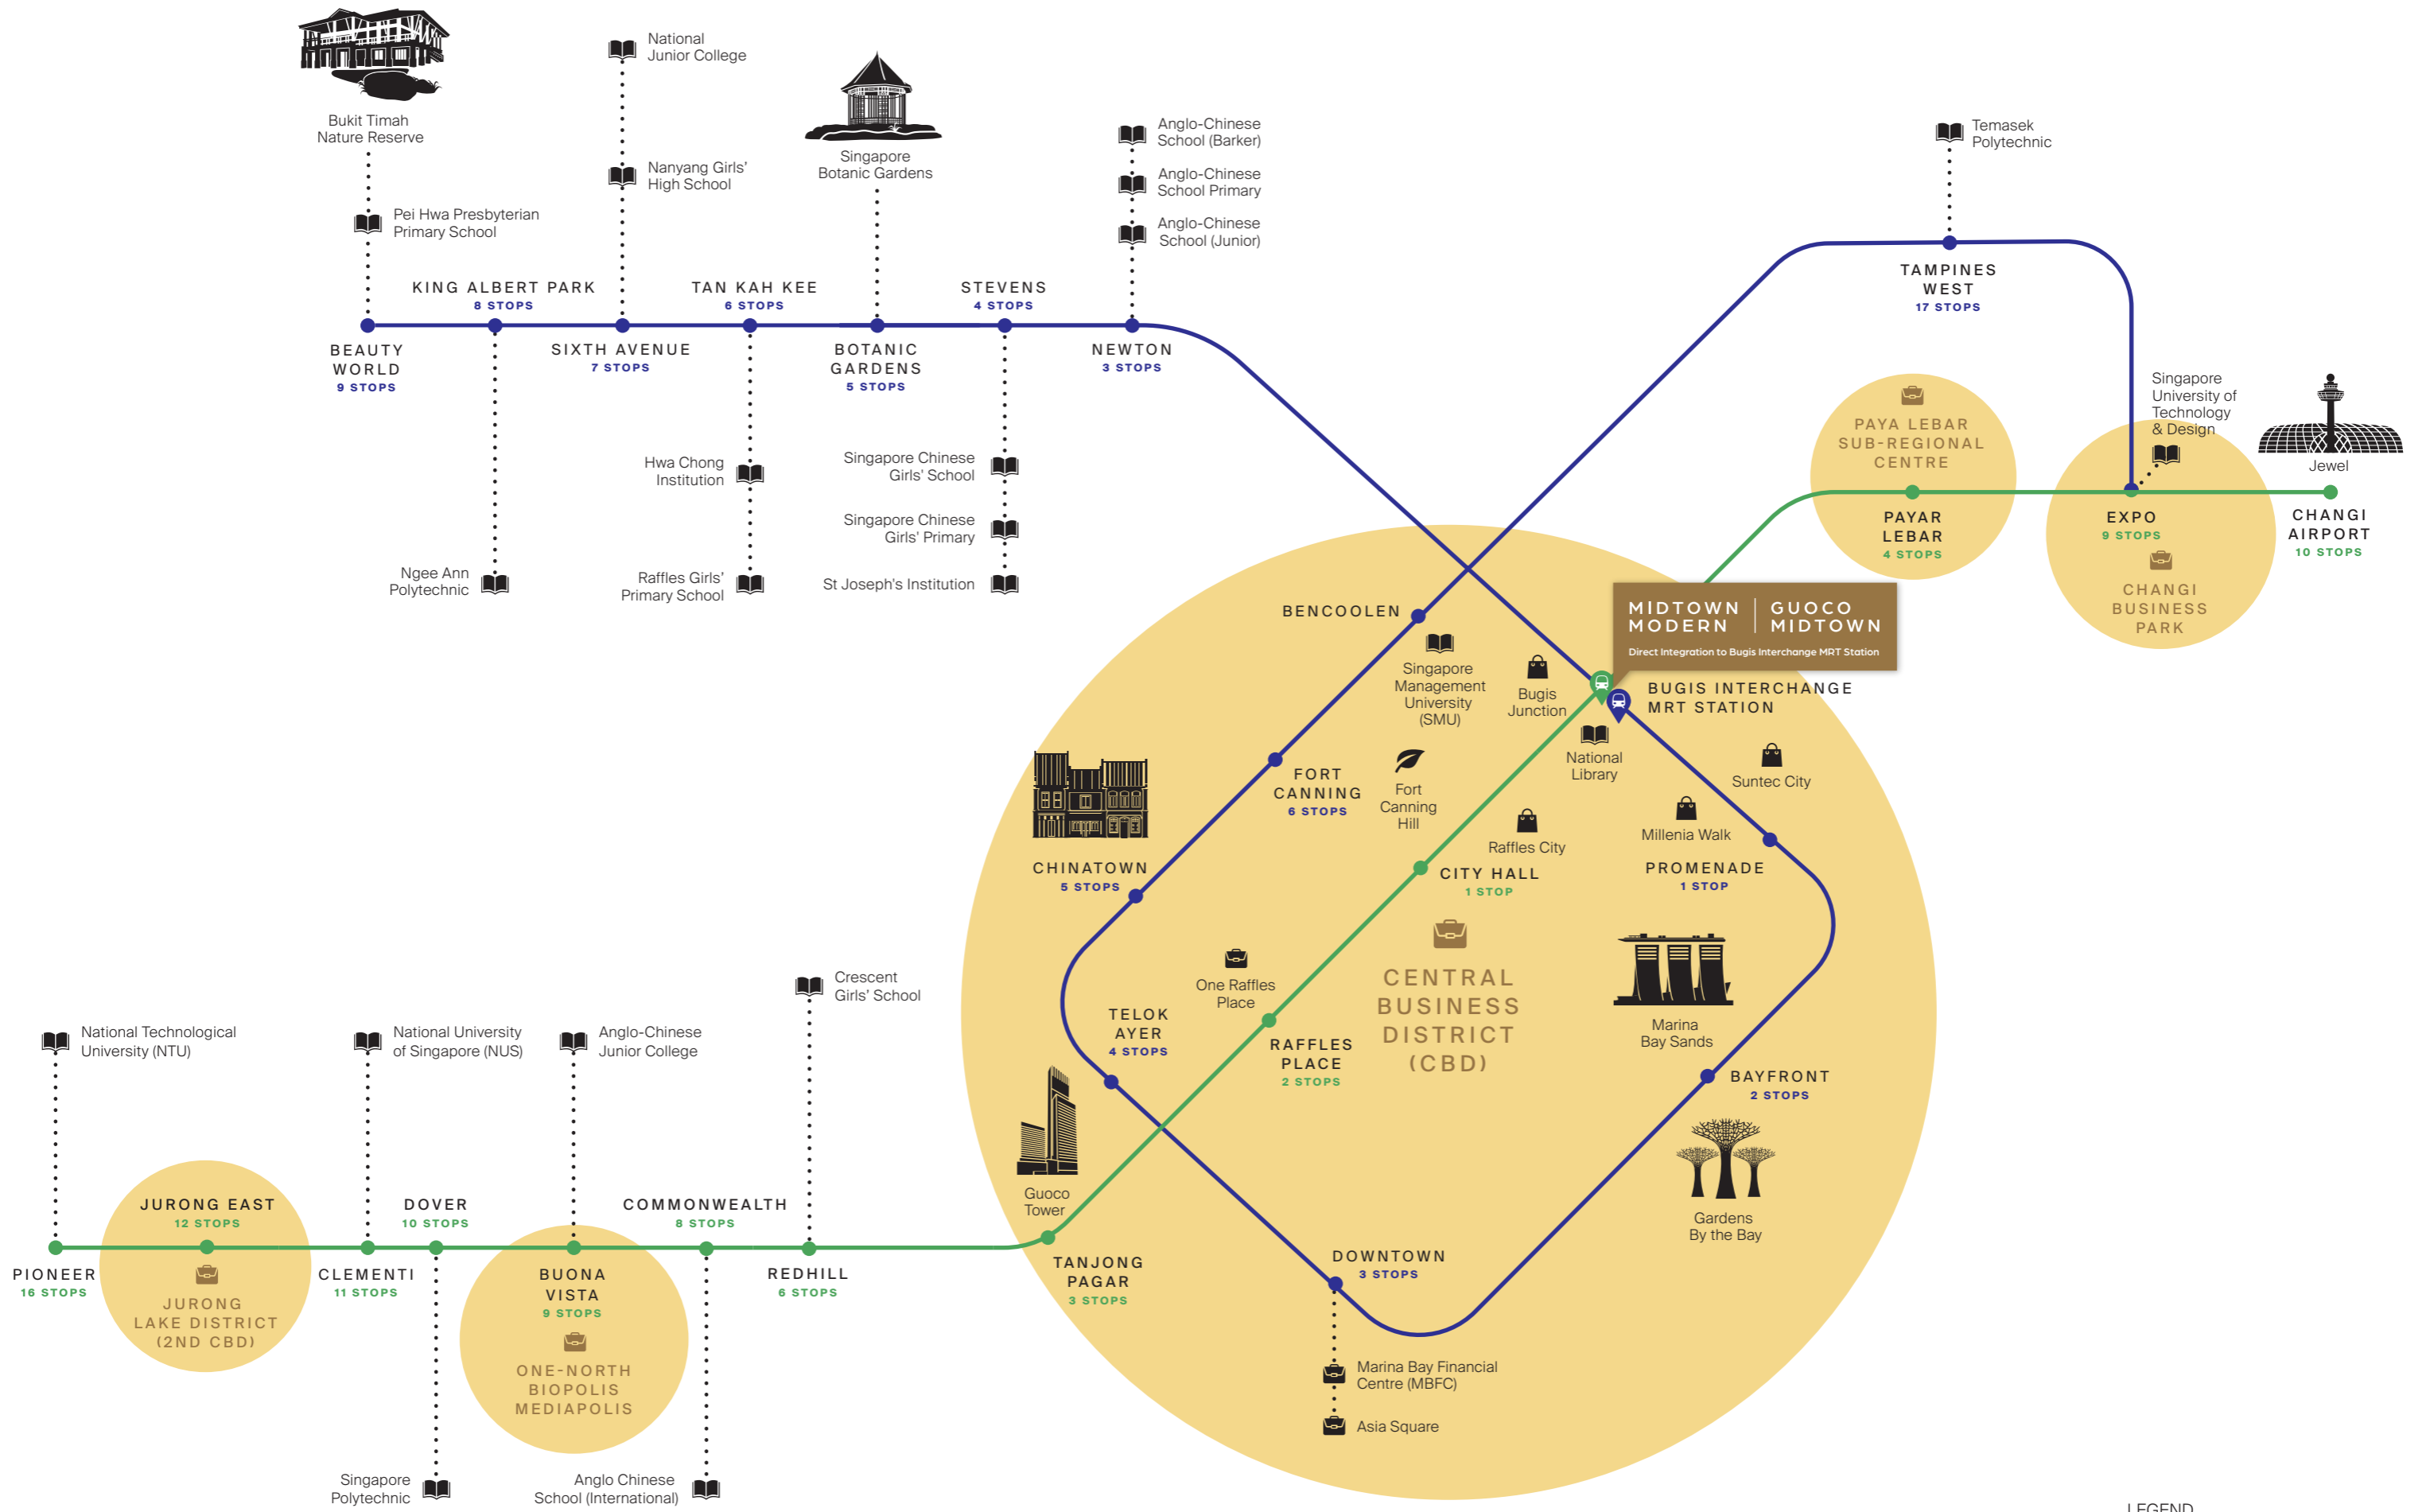 Bukit Timah
Nature Reserve
Pei Hwa Presbyterian
Primary School
National
Junior College
Nanyang Girls’
High School
Singapore
Botanic Gardens
Anglo-Chinese
School (Barker)
Anglo-Chinese
School Primary
Anglo-Chinese
School (Junior)
Temasek
Polytechnic
KING ALBERT PARK
8 STOPS
TAN KAH KEE
6 STOPS
STEVENS
4 STOPS
BEAUTY
WORLD
9 STOPS
SIXTH AVENUE
7 STOPS
BOTANIC
GARDENS
5 STOPS
NEWTON
3 STOPS
TAMPINES
WEST
17 STOPS
Ngee Ann
Polytechnic
Hwa Chong
Institution
Raffles Girls’
Primary School
Singapore Chinese
Girls' School
Singapore Chinese
Girls' Primary
St Joseph's Institution
PAYA LEBAR
SUB-REGIONAL
CENTRE
PAYAR
LEBAR
4 STOPS
Singapore
University of
Technology
& Design
EXPO
9 STOPS
CHANGI
BUSINESS
PARK
Jewel
CHANGI
AIRPORT
10 STOPS
MIDTOWN
MODERN
GUOCO
MIDTOWN
Direct Integration to Bugis Interchange MRT Station
BUGIS INTERCHANGE
MRT STATION
BENCOOLEN
Singapore
Management
University
(SMU)
Bugis
Junction
National
Library
Suntec City
Millenia Walk
FORT
CANNING
6 STOPS
Fort
Canning
Hill
Raffles City
CITY HALL
1 STOP
PROMENADE
1 STOP
CHINATOWN
5 STOPS
One Raffles
Place
CENTRAL
BUSINESS
DISTRICT
(CBD)
Marina
Bay Sands
TELOK
AYER
4 STOPS
RAFFLES
PLACE
2 STOPS
BAYFRONT
2 STOPS
Gardens
By the Bay
Guoco
Tower
TANJONG
PAGAR
3 STOPS
DOWNTOWN
3 STOPS
Marina Bay Financial
Centre (MBFC)
Asia Square
National Technological
University (NTU)
National University
of Singapore (NUS)
Anglo-Chinese
Junior College
Crescent
Girls' School
JURONG EAST
12 STOPS
DOVER
10 STOPS
COMMONWEALTH
8 STOPS
PIONEER
16 STOPS
JURONG
LAKE DISTRICT
(2ND CBD)
CLEMENTI
11 STOPS
BUONA
VISTA
9 STOPS
ONE-NORTH
BIOPOLIS
MEDIAPOLIS
REDHILL
6 STOPS
Singapore
Polytechnic
Anglo Chinese
School (International)
LEGEND